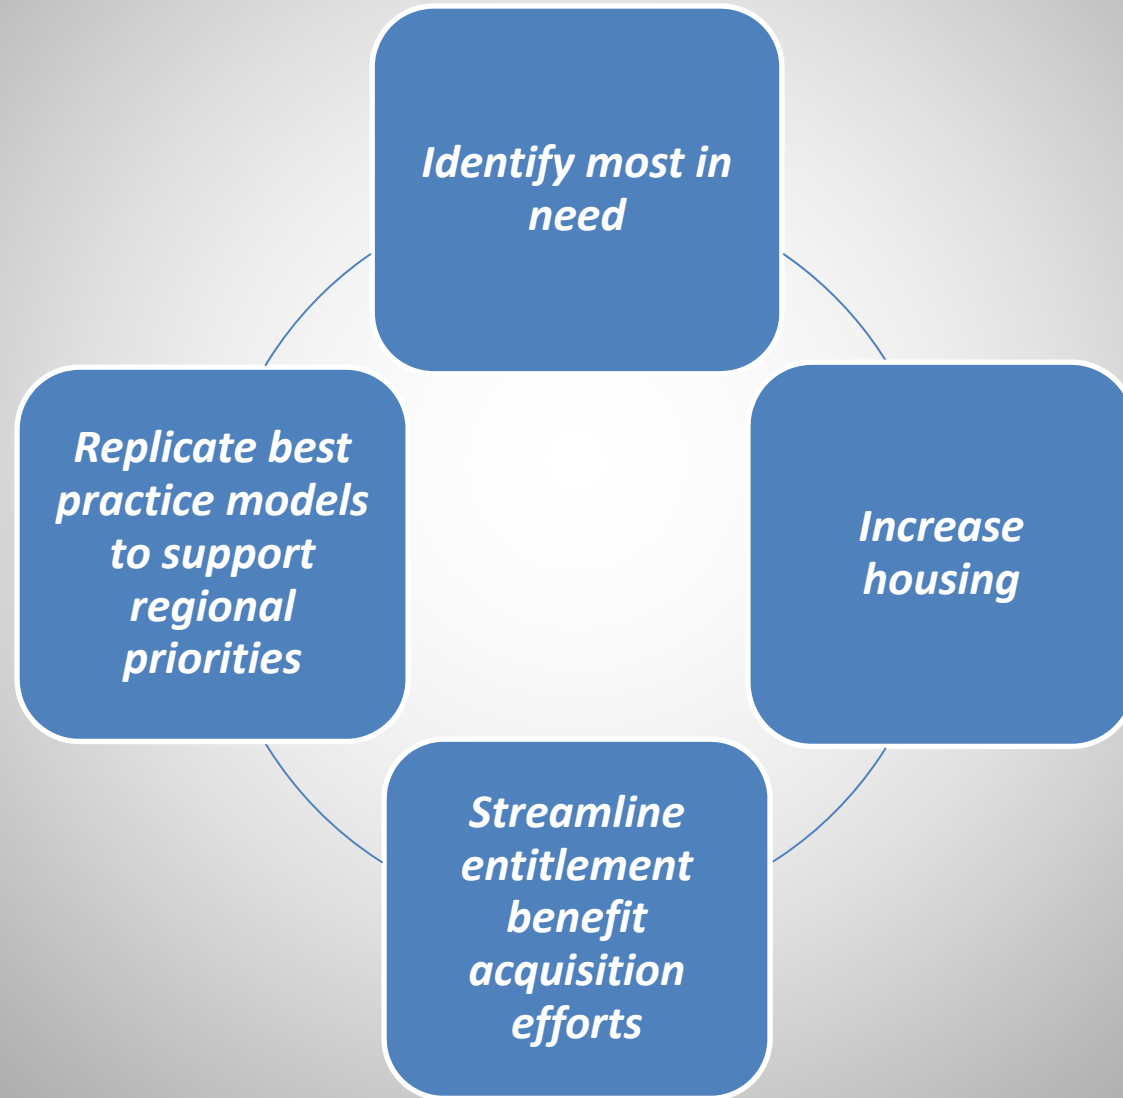 Identify most in
need
Increase
housing
Streamline
entitlement
benefit
acquisition
efforts
Replicate best
practice models
to support
regional
priorities